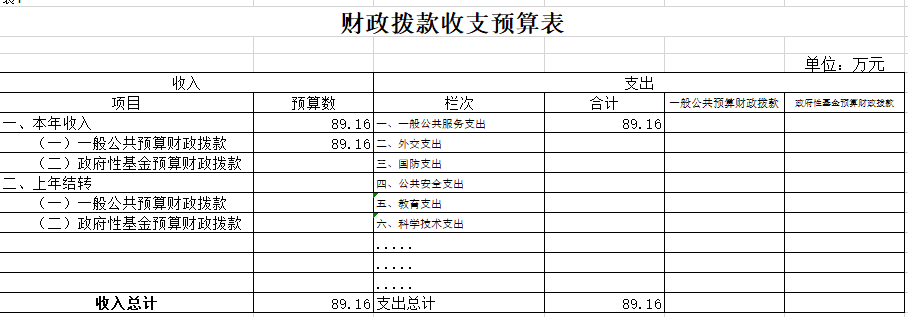 财政拨款收支预算表
单位：万元
收入 支出
项目 预算数 栏次 合计 一般公共预算财政拨款 政府性基金预算财政拨款
一、本年收入 89.16 一、一般公共服务支出 89.16
（一）一般公共预算财政拨款 89.16 二、外交支出
（二）政府性基金预算财政拨款 三、国防支出
二、上年结转 四、公共安全支出
（一）一般公共预算财政拨款 五、教育支出
（二）政府性基金预算财政拨款 六、科学技术支出
.....
.....
.....
收入总计 89.16 支出总计 89.16